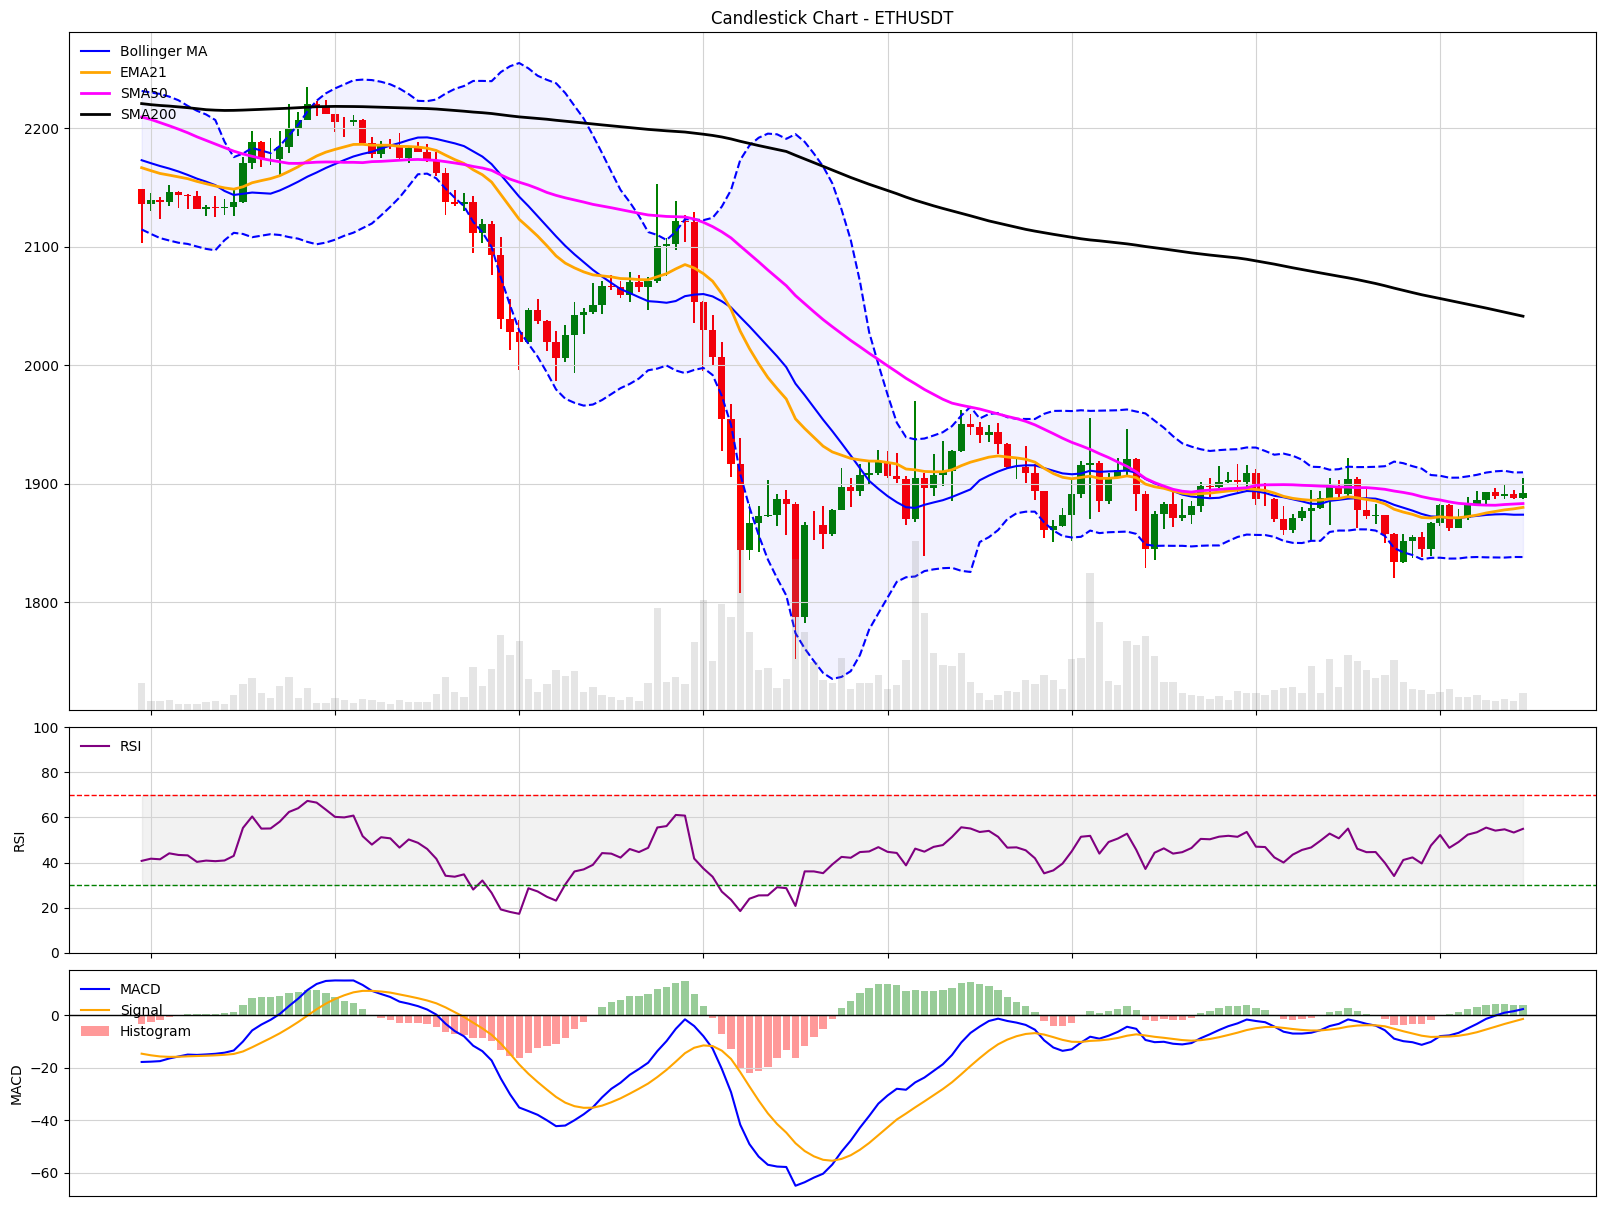 Candlestick Chart - ETHUSDT
Bollinger MA
EMA21
SMA50
SMA200
2200
2100
2000
1900
1800
100
80
60
40
20
0
RSI
RSI
0
−20
−40
−60
MACD
MACD
Signal
Histogram